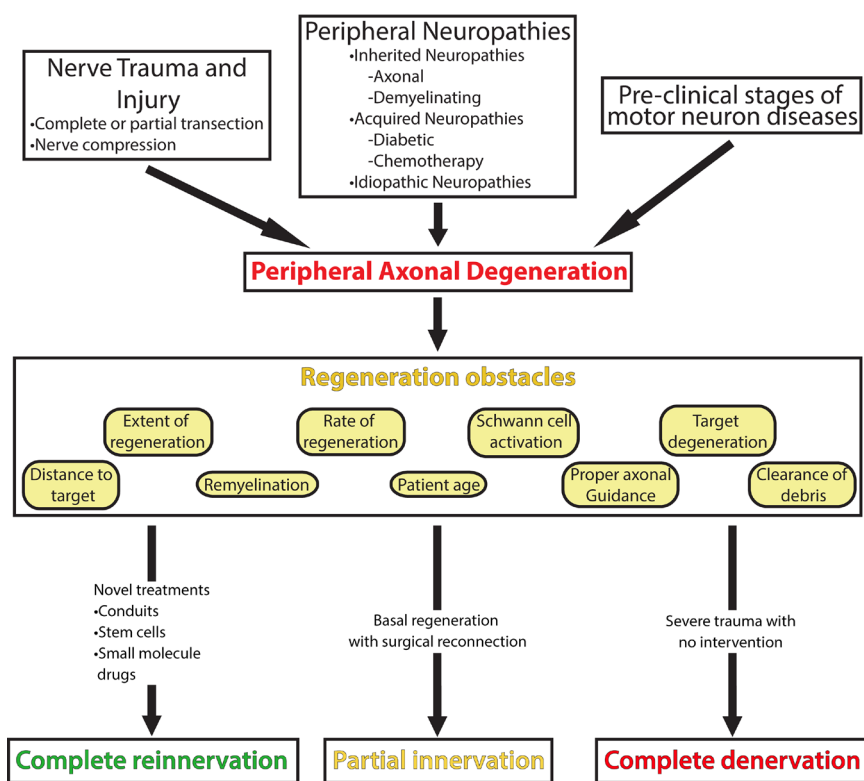 Nerve Trauma and
Injury
•Complete or partial transection
•Nerve compression
Peripheral Neuropathies
•Inherited Neuropathies
-Axonal
-Demyelinating
•Acquired Neuropathies
-Diabetic
-Chemotherapy
•Idiopathic Neuropathies
Pre-clinical stages of
motor neuron diseases
Peripheral Axonal Degeneration
Regeneration obstacles
Extent of
regeneration
Rate of
regeneration
Schwann cell
activation
Target
degeneration
Distance to
target
Remyelination
Patient age
Proper axonal
Guidance
Clearance of
debris
Novel treatments
•Conduits
•Stem cells
•Small molecule
drugs
Basal regeneration
with surgical reconnection
Severe trauma with
no intervention
Complete reinnervation
Partial innervation
Complete denervation